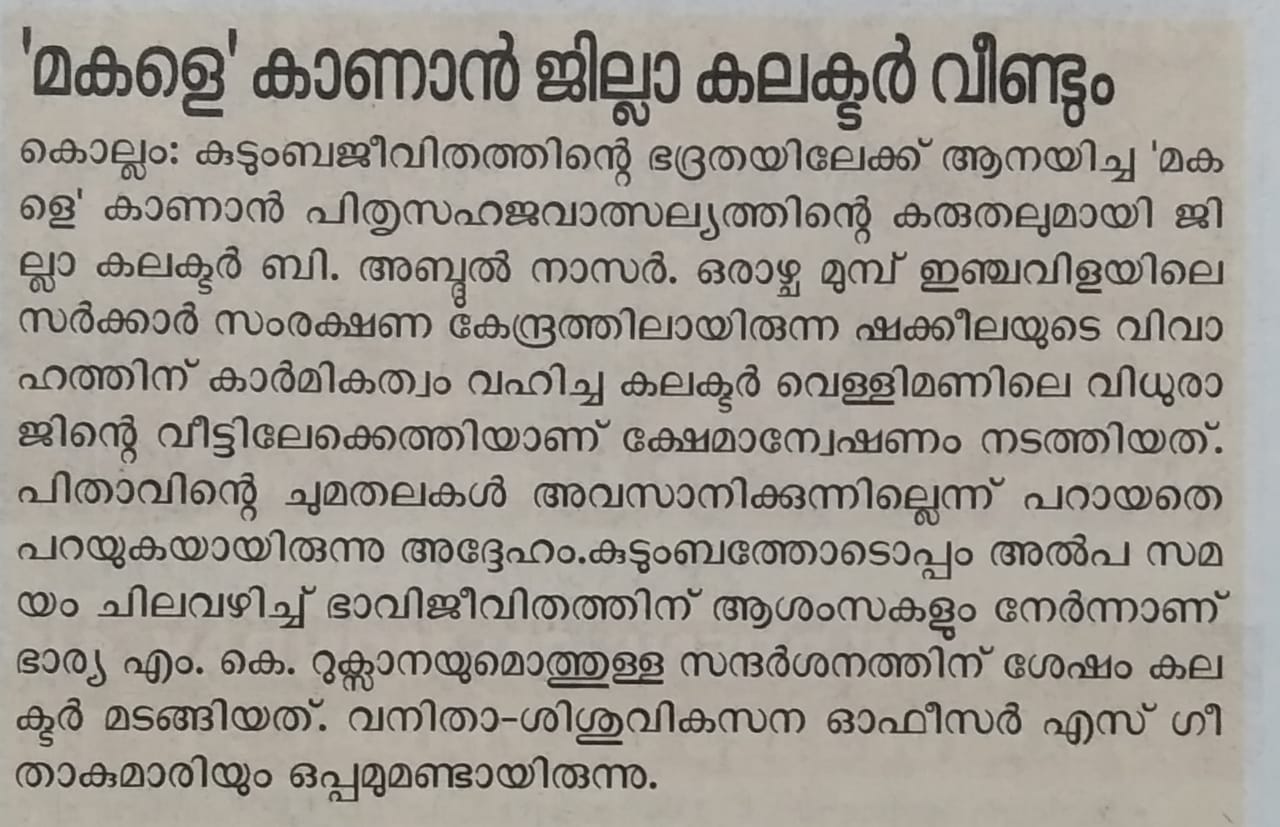 'മകളെ' കാണാൻ ജില്ലാ കലക്ടർ വീണ്ടും
കൊല്ലം: കുടുംബജീവിതത്തിന്റെ ഭദ്രതയിലേക്ക് ആനയിച്ച 'മക
ളെ' കാണാൻ പിതൃസഹജവാത്സല്യത്തിന്റെ കരുതലുമായി ജി
ല്ലാ കലക്ടർ ബി. അബ്ദുൽ നാസർ. ഒരാഴ്ച മുമ്പ് ഇഞ്ചവിളയിലെ
സർക്കാർ സംരക്ഷണ കേന്ദ്രത്തിലായിരുന്ന ഷക്കീലയുടെ വിവാ
ഹത്തിന് കാർമികത്വം വഹിച്ച കലക്ടർ വെള്ളിമണിലെ വിധുരാ
ജിന്റെ വീട്ടിലേക്കെത്തിയാണ് ക്ഷേമാന്വേഷണം നടത്തിയത്.
പിതാവിന്റെ ചുമതലകൾ അവസാനിക്കുന്നില്ലെന്ന് പറായതെ
പറയുകയായിരുന്നു അദ്ദേഹം.കുടുംബത്തോടൊപ്പം അൽപ സമ
യം ചിലവഴിച്ച് ഭാവിജീവിതത്തിന് ആശംസകളും നേർന്നാണ്
ഭാര്യ എം. കെ. റുക്സാനയുമൊത്തുള്ള സന്ദർശനത്തിന് ശേഷം കല
ക്ടർ മടങ്ങിയത്. വനിതാ-ശിശുവികസന ഓഫീസർ എസ് ഗീ
താകുമാരിയും ഒപ്പമുമണ്ടായിരുന്നു.